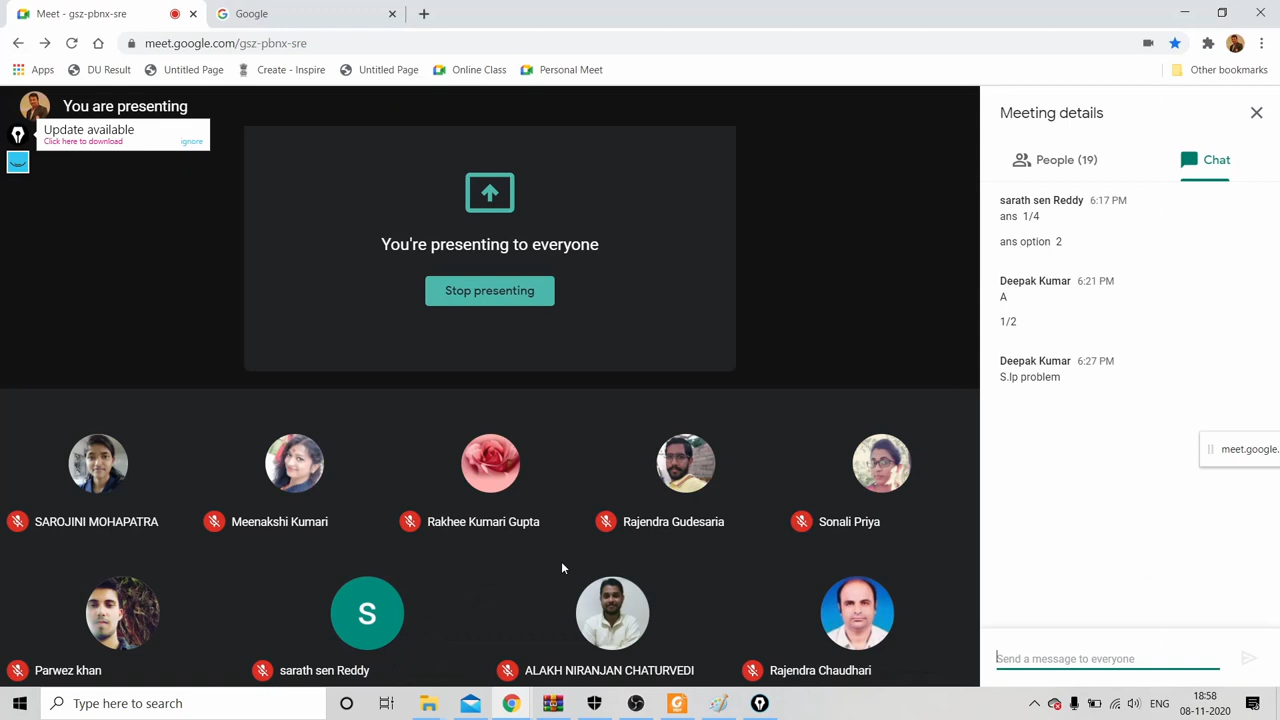 Meet - gsz-pbnx-sre
Google
meet.google.com/gsz-pbnx-sre
Apps
DU Result
Untitled Page
Create - Inspire
Untitled Page
Online Class
Personal Meet
Other bookmarks
You are presenting
Update available
Click here to download
ignore
You're presenting to everyone
Stop presenting
SAROJINI MOHAPATRA
Meenakshi Kumari
Rakhee Kumari Gupta
Rajendra Gudesaria
Sonali Priya
S
Parwez khan
sarath sen Reddy
ALAKH NIRANJAN CHATURVEDI
Rajendra Chaudhari
Meeting details
People (19)
Chat
sarath sen Reddy 6:17 PM
ans 1/4
ans option 2
Deepak Kumar 6:21 PM
A
1/2
Deepak Kumar 6:27 PM
S.lp problem
meet.google.
Send a message to everyone
Type here to search
ENG
18:58
08-11-2020